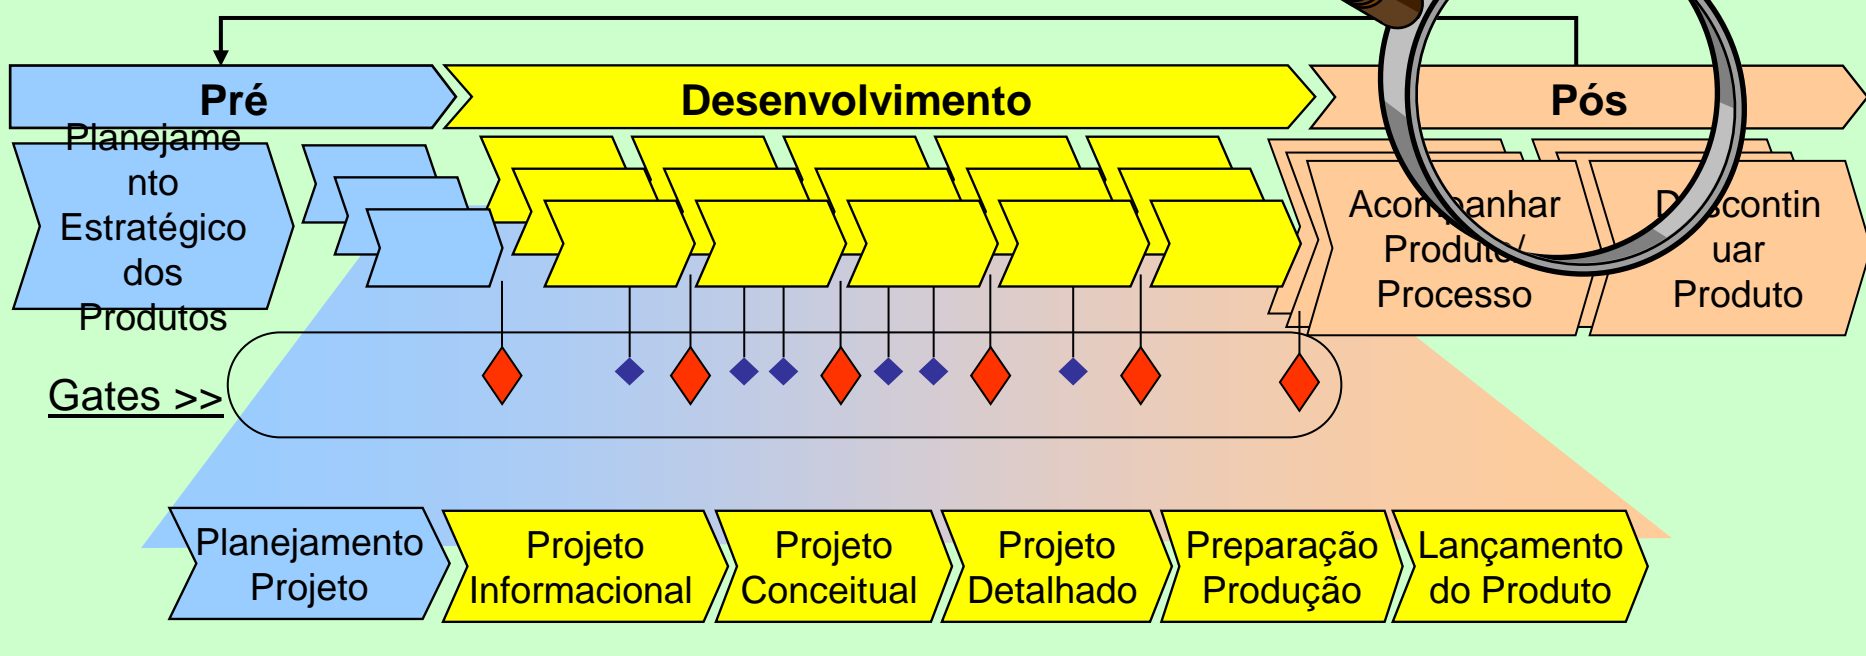 Pré
Desenvolvimento
Pós
Planejame
nto
Estratégico
dos
Produtos
Acompanhar
Produto/
Processo
Descontin
uar
Produto
Gates >>
Planejamento
Projeto
Projeto
Informacional
Projeto
Conceitual
Projeto
Detalhado
Preparação
Produção
Lançamento
do Produto